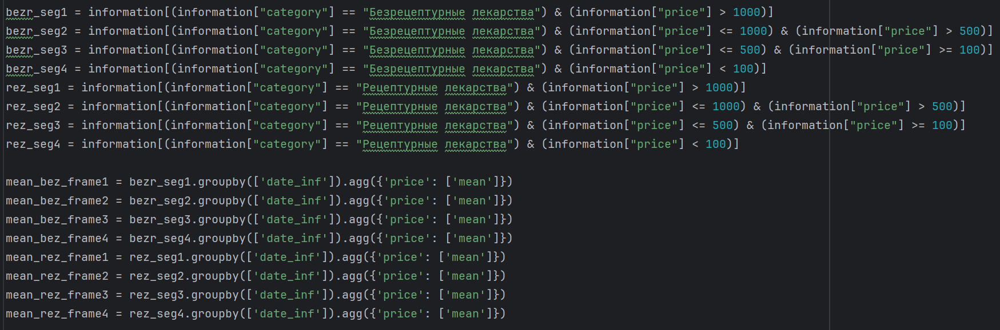 bezr_seg1 = information[(information["category"] == "Безрецептурные лекарства") & (information["price"] > 1000)]
bezr_seg2 = information[(information["category"] == "Безрецептурные лекарства") & (information["price"] <= 1000) & (information["price"] > 500)]
bezr_seg3 = information[(information["category"] == "Безрецептурные лекарства") & (information["price"] <= 500) & (information["price"] >= 100)]
bezr_seg4 = information[(information["category"] == "Безрецептурные лекарства") & (information["price"] < 100)]
rez_seg1 = information[(information["category"] == "Рецептурные лекарства") & (information["price"] > 1000)]
rez_seg2 = information[(information["category"] == "Рецептурные лекарства") & (information["price"] <= 1000) & (information["price"] > 500)]
rez_seg3 = information[(information["category"] == "Рецептурные лекарства") & (information["price"] <= 500) & (information["price"] >= 100)]
rez_seg4 = information[(information["category"] == "Рецептурные лекарства") & (information["price"] < 100)]
mean_bez_frame1 = bezr_seg1.groupby(['date_inf']).agg({'price': ['mean']})
mean_bez_frame2 = bezr_seg2.groupby(['date_inf']).agg({'price': ['mean']})
mean_bez_frame3 = bezr_seg3.groupby(['date_inf']).agg({'price': ['mean']})
mean_bez_frame4 = bezr_seg4.groupby(['date_inf']).agg({'price': ['mean']})
mean_rez_frame1 = rez_seg1.groupby(['date_inf']).agg({'price': ['mean']})
mean_rez_frame2 = rez_seg2.groupby(['date_inf']).agg({'price': ['mean']})
mean_rez_frame3 = rez_seg3.groupby(['date_inf']).agg({'price': ['mean']})
mean_rez_frame4 = rez_seg4.groupby(['date_inf']).agg({'price': ['mean']})